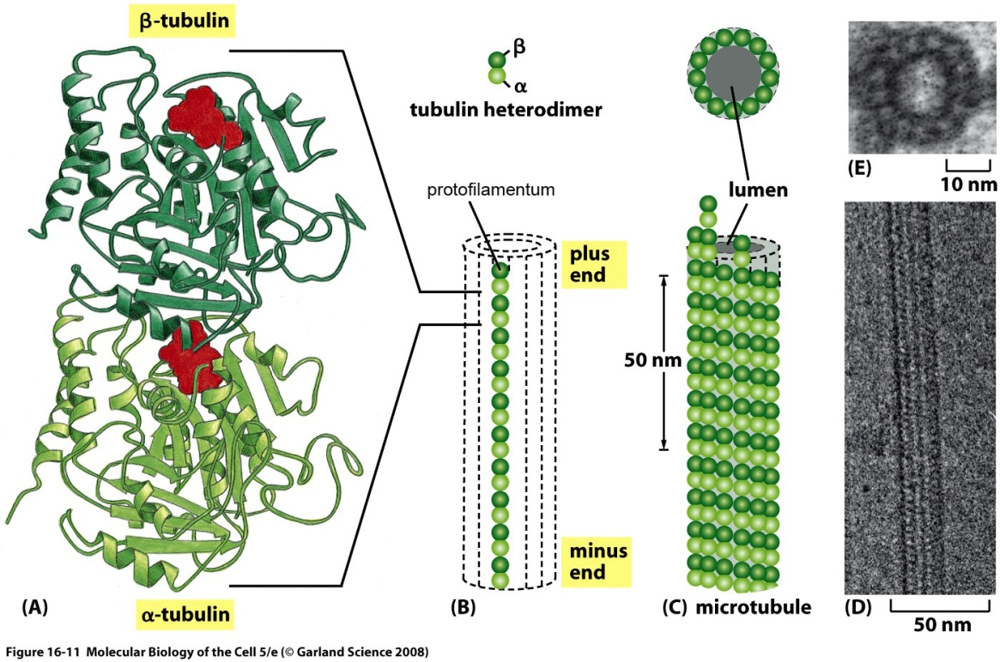 β-tubulin
β
α
tubulin heterodimer
(E)
10 nm
protofilamentum
lumen
plus
end
50 nm
minus
end
(A)
α-tubulin
(B)
(C) microtubule
(D)
50 nm
Figure 16-11 Molecular Biology of the Cell 5/e (© Garland Science 2008)